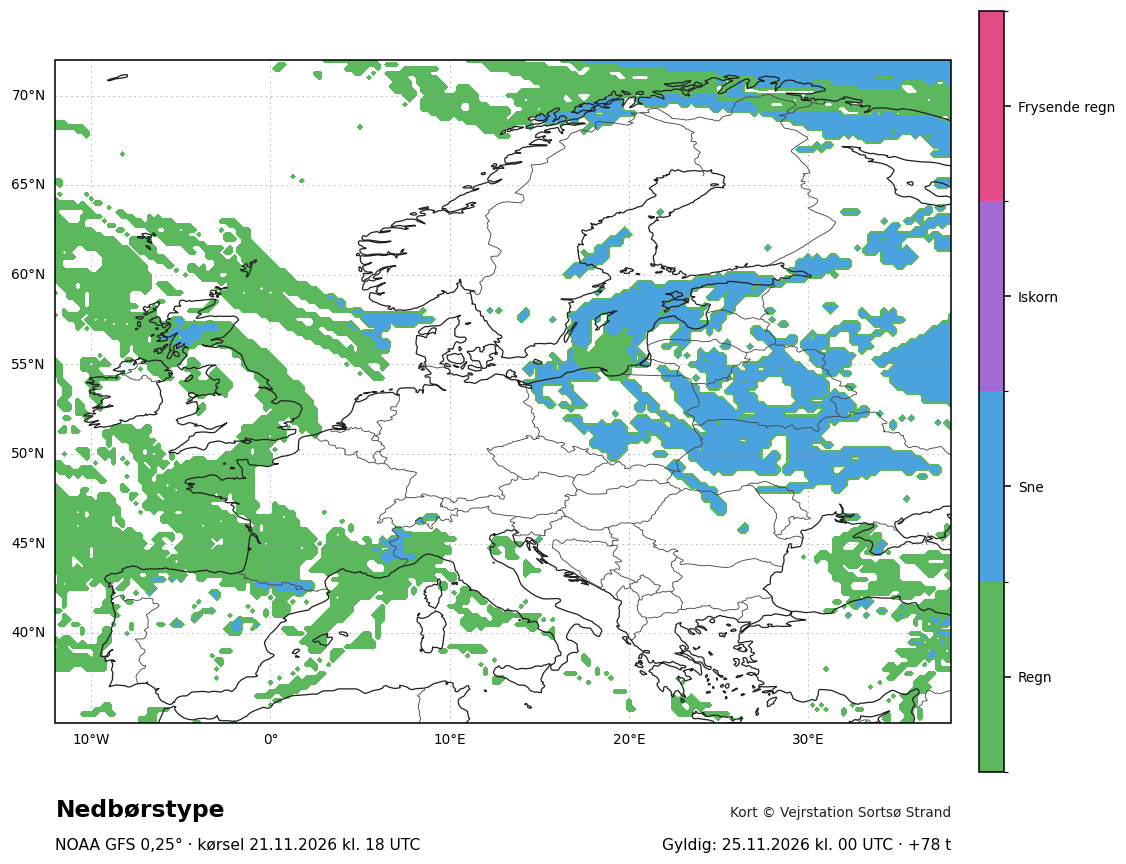 70°N
65°N
60°N
55°N
50°N
45°N
40°N
10°W
0°
10°E
20°E
30°E
Frysende regn
Iskorn
Sne
Regn
Nedbørstype
Kort © Vejrstation Sortsø Strand
NOAA GFS 0,25° · kørsel 21.11.2026 kl. 18 UTC
Gyldig: 25.11.2026 kl. 00 UTC · +78 t